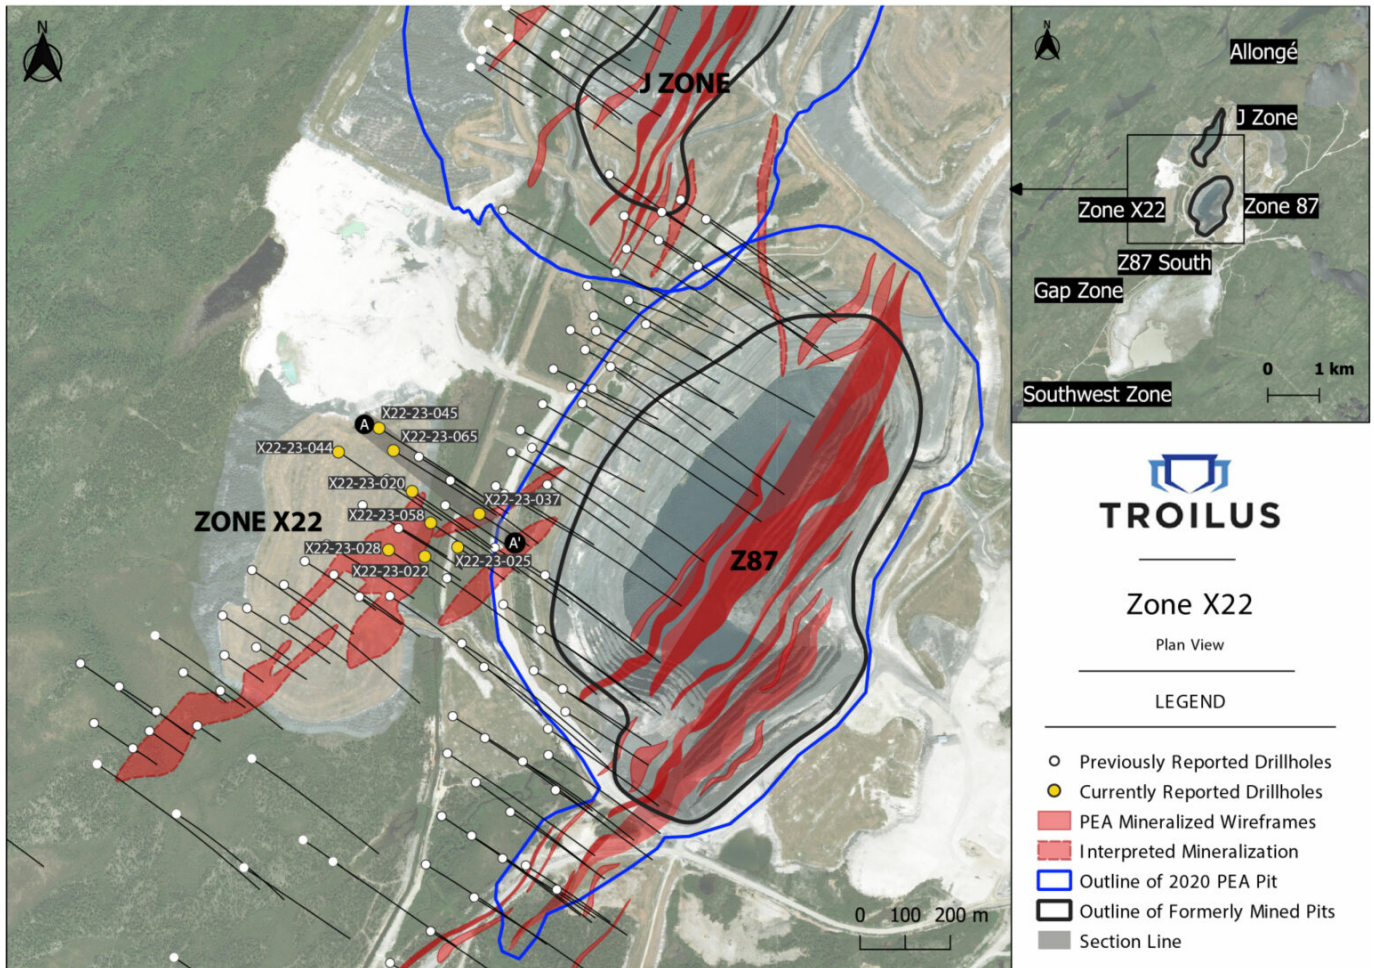 N
J ZONE
A
X22-23-045
X22-23-065
X22-23-044
X22-23-020
X22-23-037
ZONE X22
X22-23-058
A'
X22-23-028
X22-23-025
X22-23-022
Z87
0 100 200 m
N
Allongé
J Zone
Zone X22
Zone 87
Z87 South
Gap Zone
0 1 km
Southwest Zone
TROILUS
Zone X22
Plan View
LEGEND
Previously Reported Drillholes
Currently Reported Drillholes
PEA Mineralized Wireframes
Interpreted Mineralization
Outline of 2020 PEA Pit
Outline of Formerly Mined Pits
Section Line